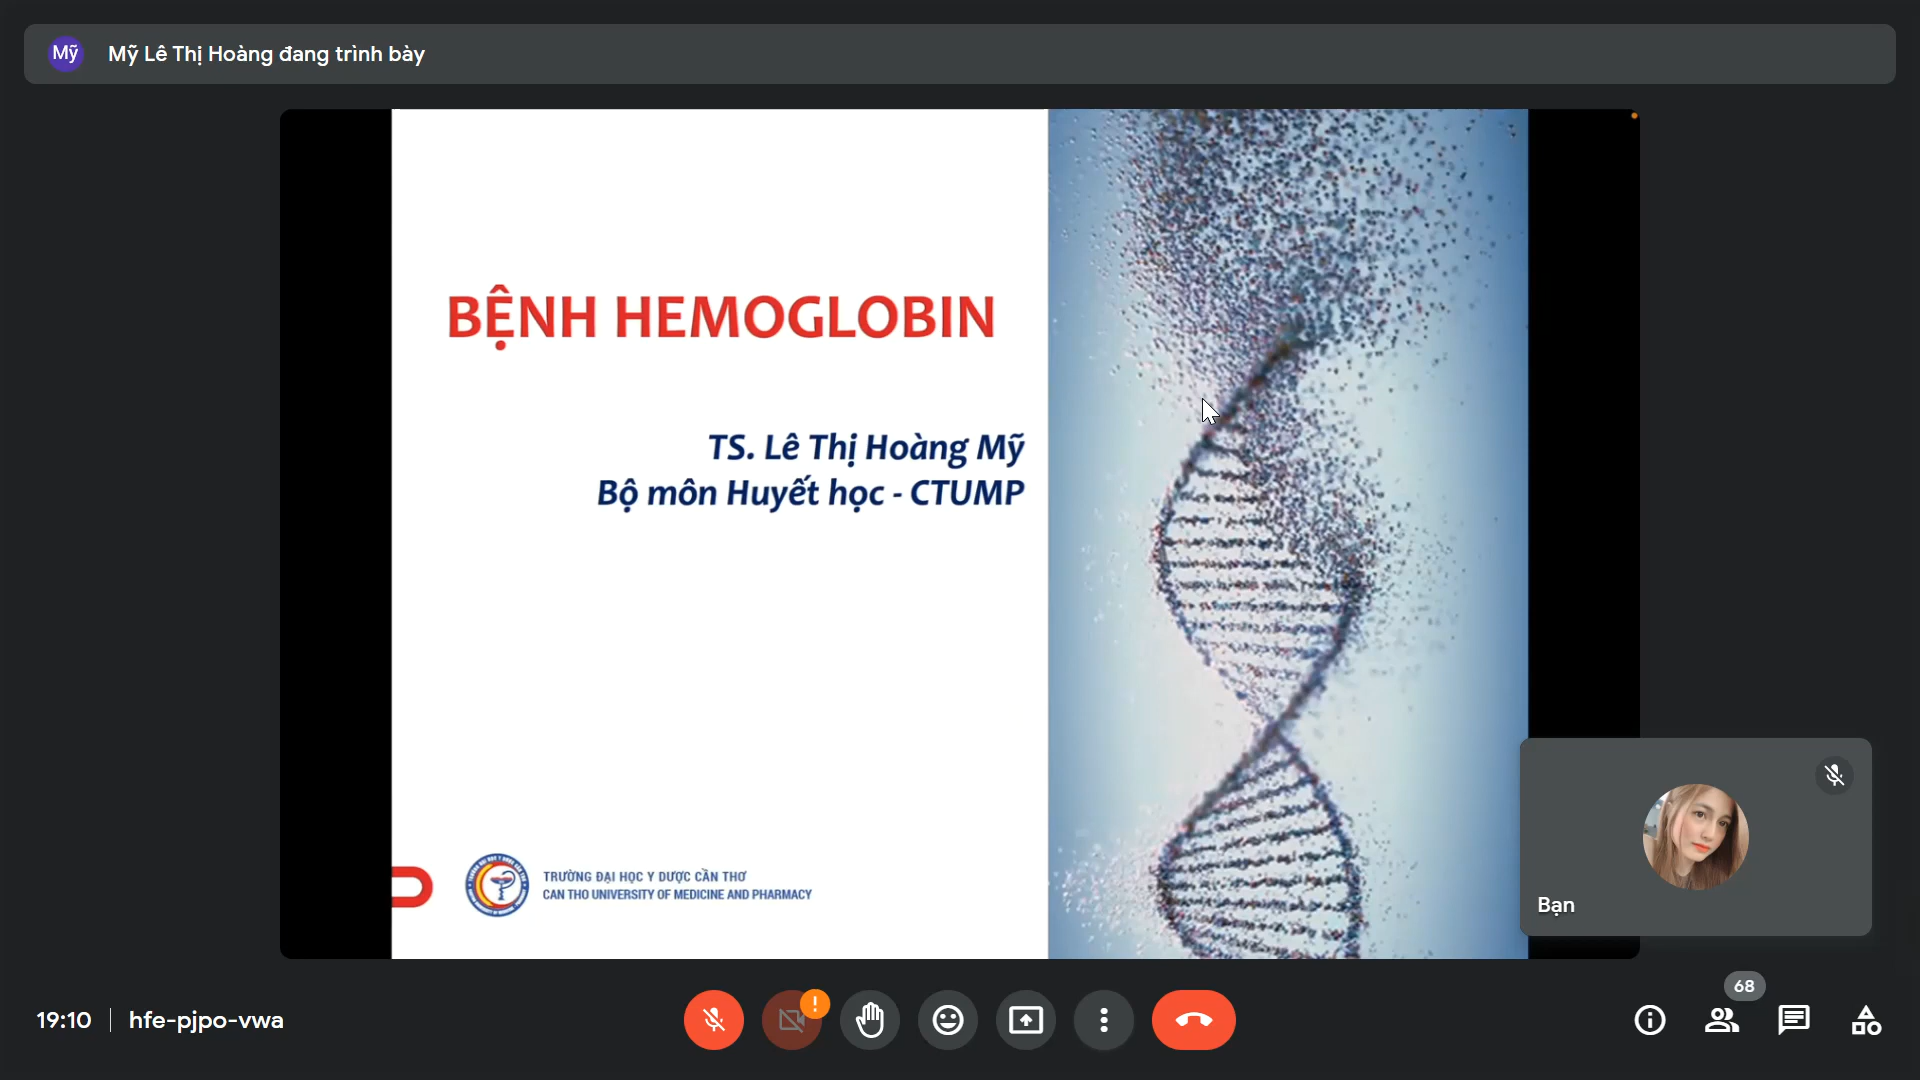 Mỹ
Mỹ Lê Thị Hoàng đang trình bày
BỆNH HEMOGLOBIN
TS. Lê Thị Hoàng Mỹ
Bộ môn Huyết học - CTUMP
TRƯỜNG ĐẠI HỌC Y DƯỢC CẦN THƠ
CAN THO UNIVERSITY OF MEDICINE AND PHARMACY
Bạn
19:10
hfe-pjpo-vwa
!
68